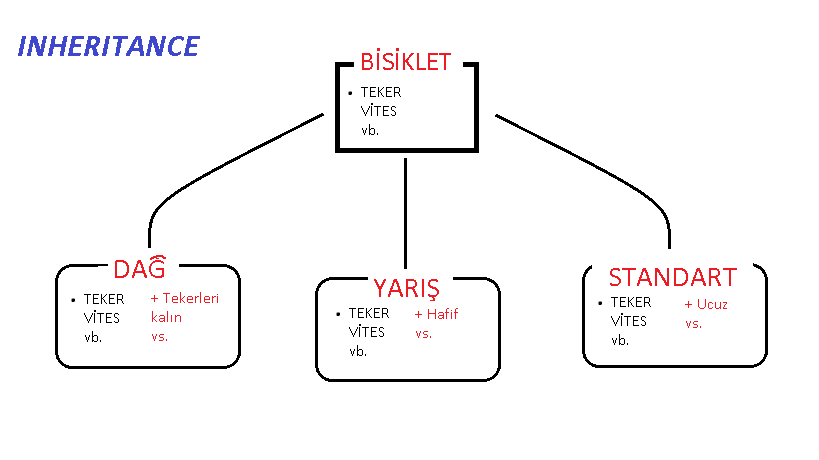 INHERITANCE
BİSİKLET
• TEKER
VİTES
vb.
DAĞ
• TEKER
VİTES
vb.
+ Tekerleri
kalın
vs.
YARIŞ
• TEKER
VİTES
vb.
+ Hafif
vs.
STANDART
• TEKER
VİTES
vb.
+ Ucuz
vs.